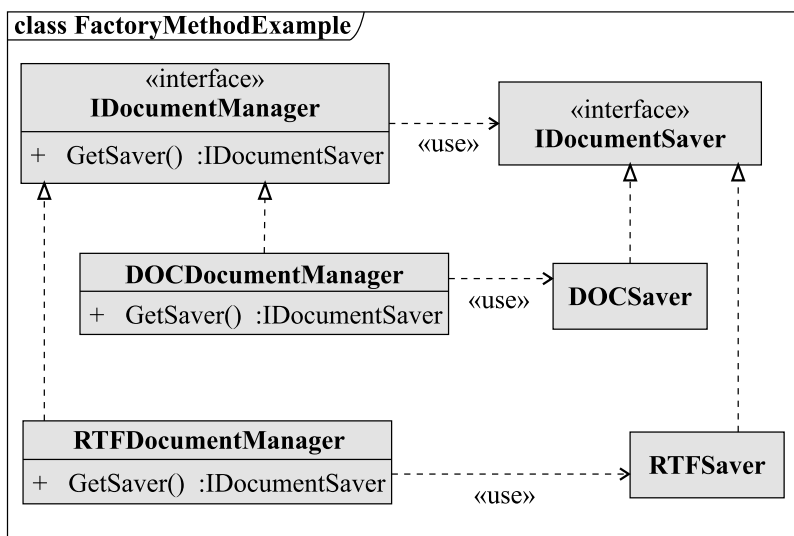 class FactoryMethodExample
«interface»
IDocumentManager
+ GetSaver() :IDocumentSaver
«use»
«interface»
IDocumentSaver
DOCDocumentManager
+ GetSaver() :IDocumentSaver
«use»
DOCSaver
RTFDocumentManager
+ GetSaver() :IDocumentSaver
«use»
RTFSaver